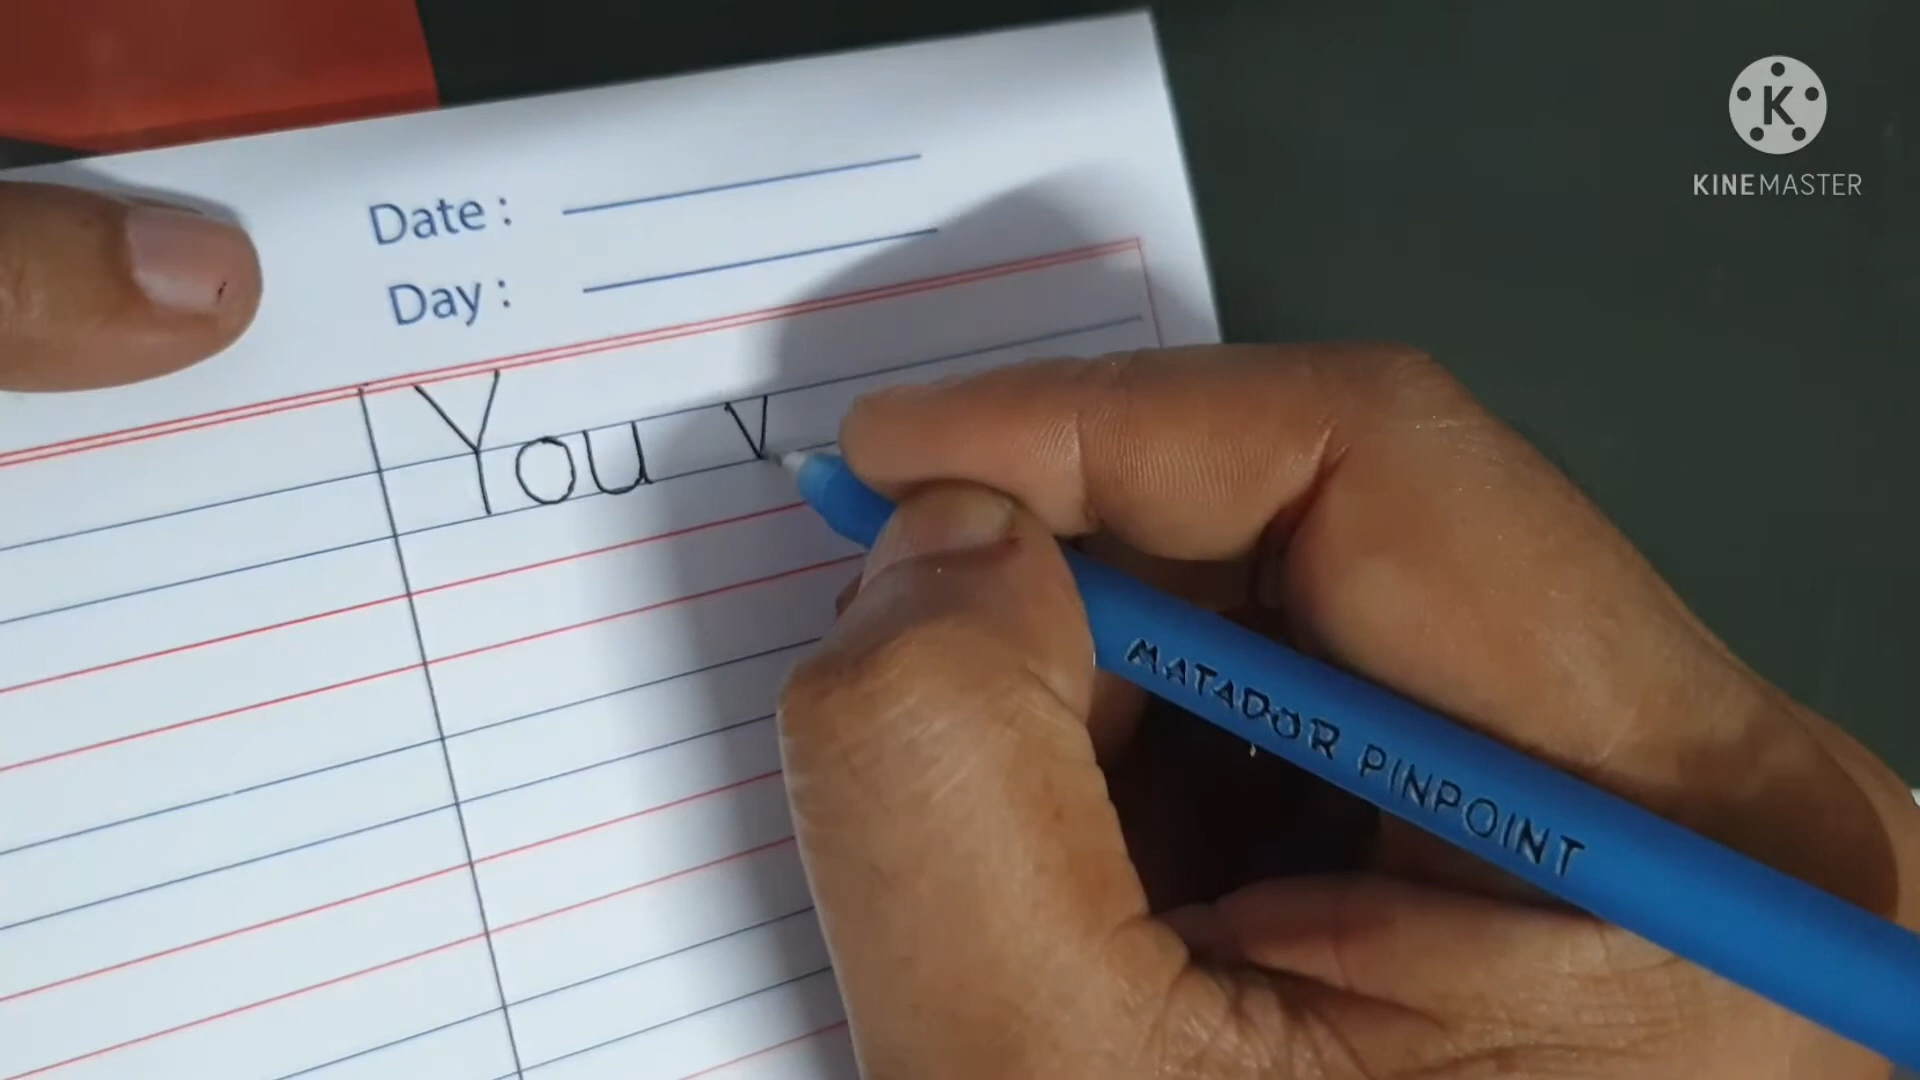 KINEMASTER
Date :
Day :
You v
MATADOR PINPOINT